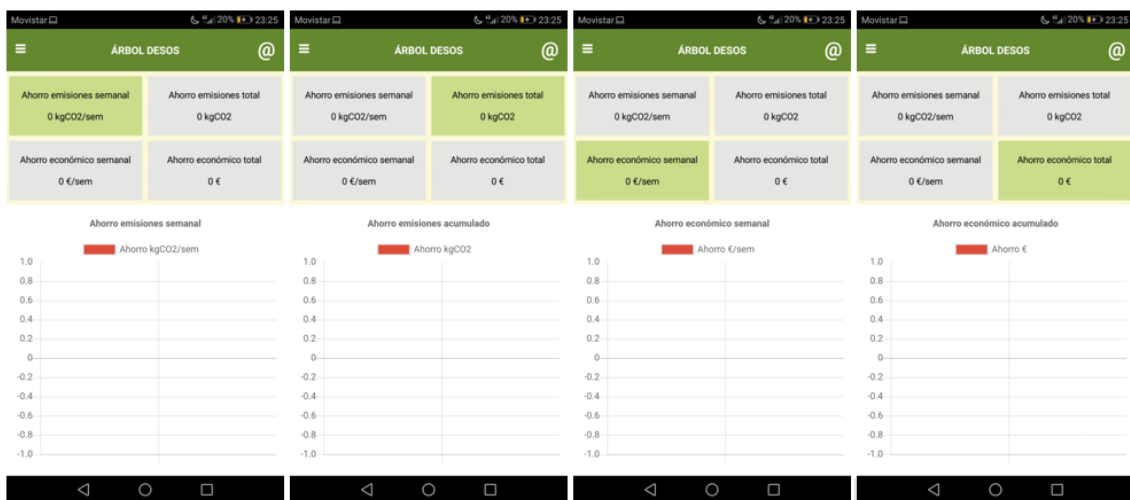 Movistar 20% 23:25
ÁRBOL DESOS @
Ahorro emisiones semanal
0 kgCO2/sem
Ahorro emisiones total
0 kgCO2
Ahorro económico semanal
0 €/sem
Ahorro económico total
0 €
Ahorro emisiones semanal
Ahorro kgCO2/sem
1.0
0.8
0.6
0.4
0.2
0
-0.2
-0.4
-0.6
-0.8
-1.0
Movistar 20% 23:25
ÁRBOL DESOS @
Ahorro emisiones semanal
0 kgCO2/sem
Ahorro emisiones total
0 kgCO2
Ahorro económico semanal
0 €/sem
Ahorro económico total
0 €
Ahorro emisiones acumulado
Ahorro kgCO2
1.0
0.8
0.6
0.4
0.2
0
-0.2
-0.4
-0.6
-0.8
-1.0
Movistar 20% 23:25
ÁRBOL DESOS @
Ahorro emisiones semanal
0 kgCO2/sem
Ahorro emisiones total
0 kgCO2
Ahorro económico semanal
0 €/sem
Ahorro económico total
0 €
Ahorro económico semanal
Ahorro €/sem
1.0
0.8
0.6
0.4
0.2
0
-0.2
-0.4
-0.6
-0.8
-1.0
Movistar 20% 23:25
ÁRBOL DESOS @
Ahorro emisiones semanal
0 kgCO2/sem
Ahorro emisiones total
0 kgCO2
Ahorro económico semanal
0 €/sem
Ahorro económico total
0 €
Ahorro económico acumulado
Ahorro €
1.0
0.8
0.6
0.4
0.2
0
-0.2
-0.4
-0.6
-0.8
-1.0